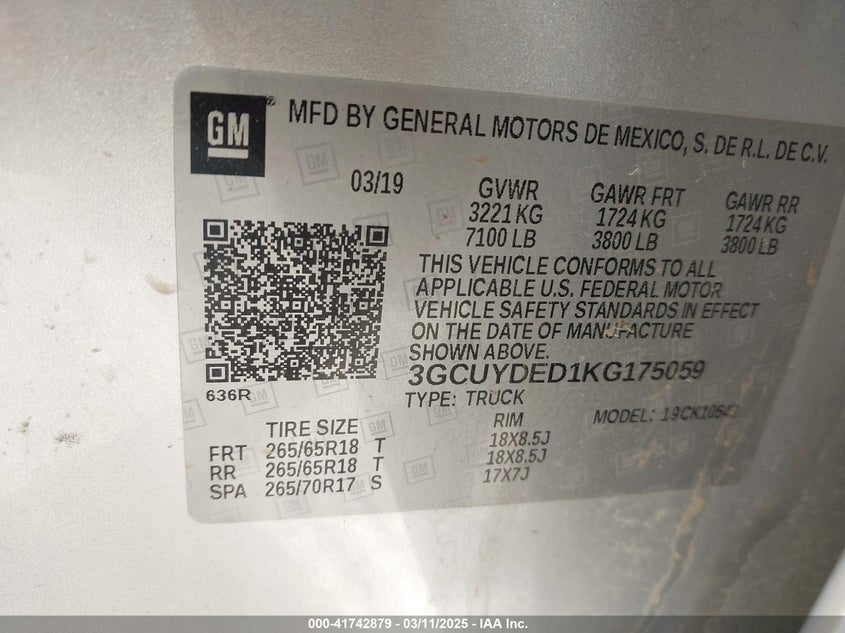 GM
MFD BY GENERAL MOTORS DE MEXICO, S. DE R.L. DE C.V.
03/19
GVWR GAWR FRT GAWR RR
3221 KG 1724 KG 1724 KG
7100 LB 3800 LB 3800 LB
THIS VEHICLE CONFORMS TO ALL
APPLICABLE U.S. FEDERAL MOTOR
VEHICLE SAFETY STANDARDS IN EFFECT
ON THE DATE OF MANUFACTURE
SHOWN ABOVE.
3GCUYDED1KG175059
636R
TYPE: TRUCK MODEL: 19CK10543
TIRE SIZE RIM
FRT 265/65R18 T 18X8.5J
RR 265/65R18 T 18X8.5J
SPA 265/70R17 S 17X7J
000-41742879 - 03/11/2025 - IAA Inc.